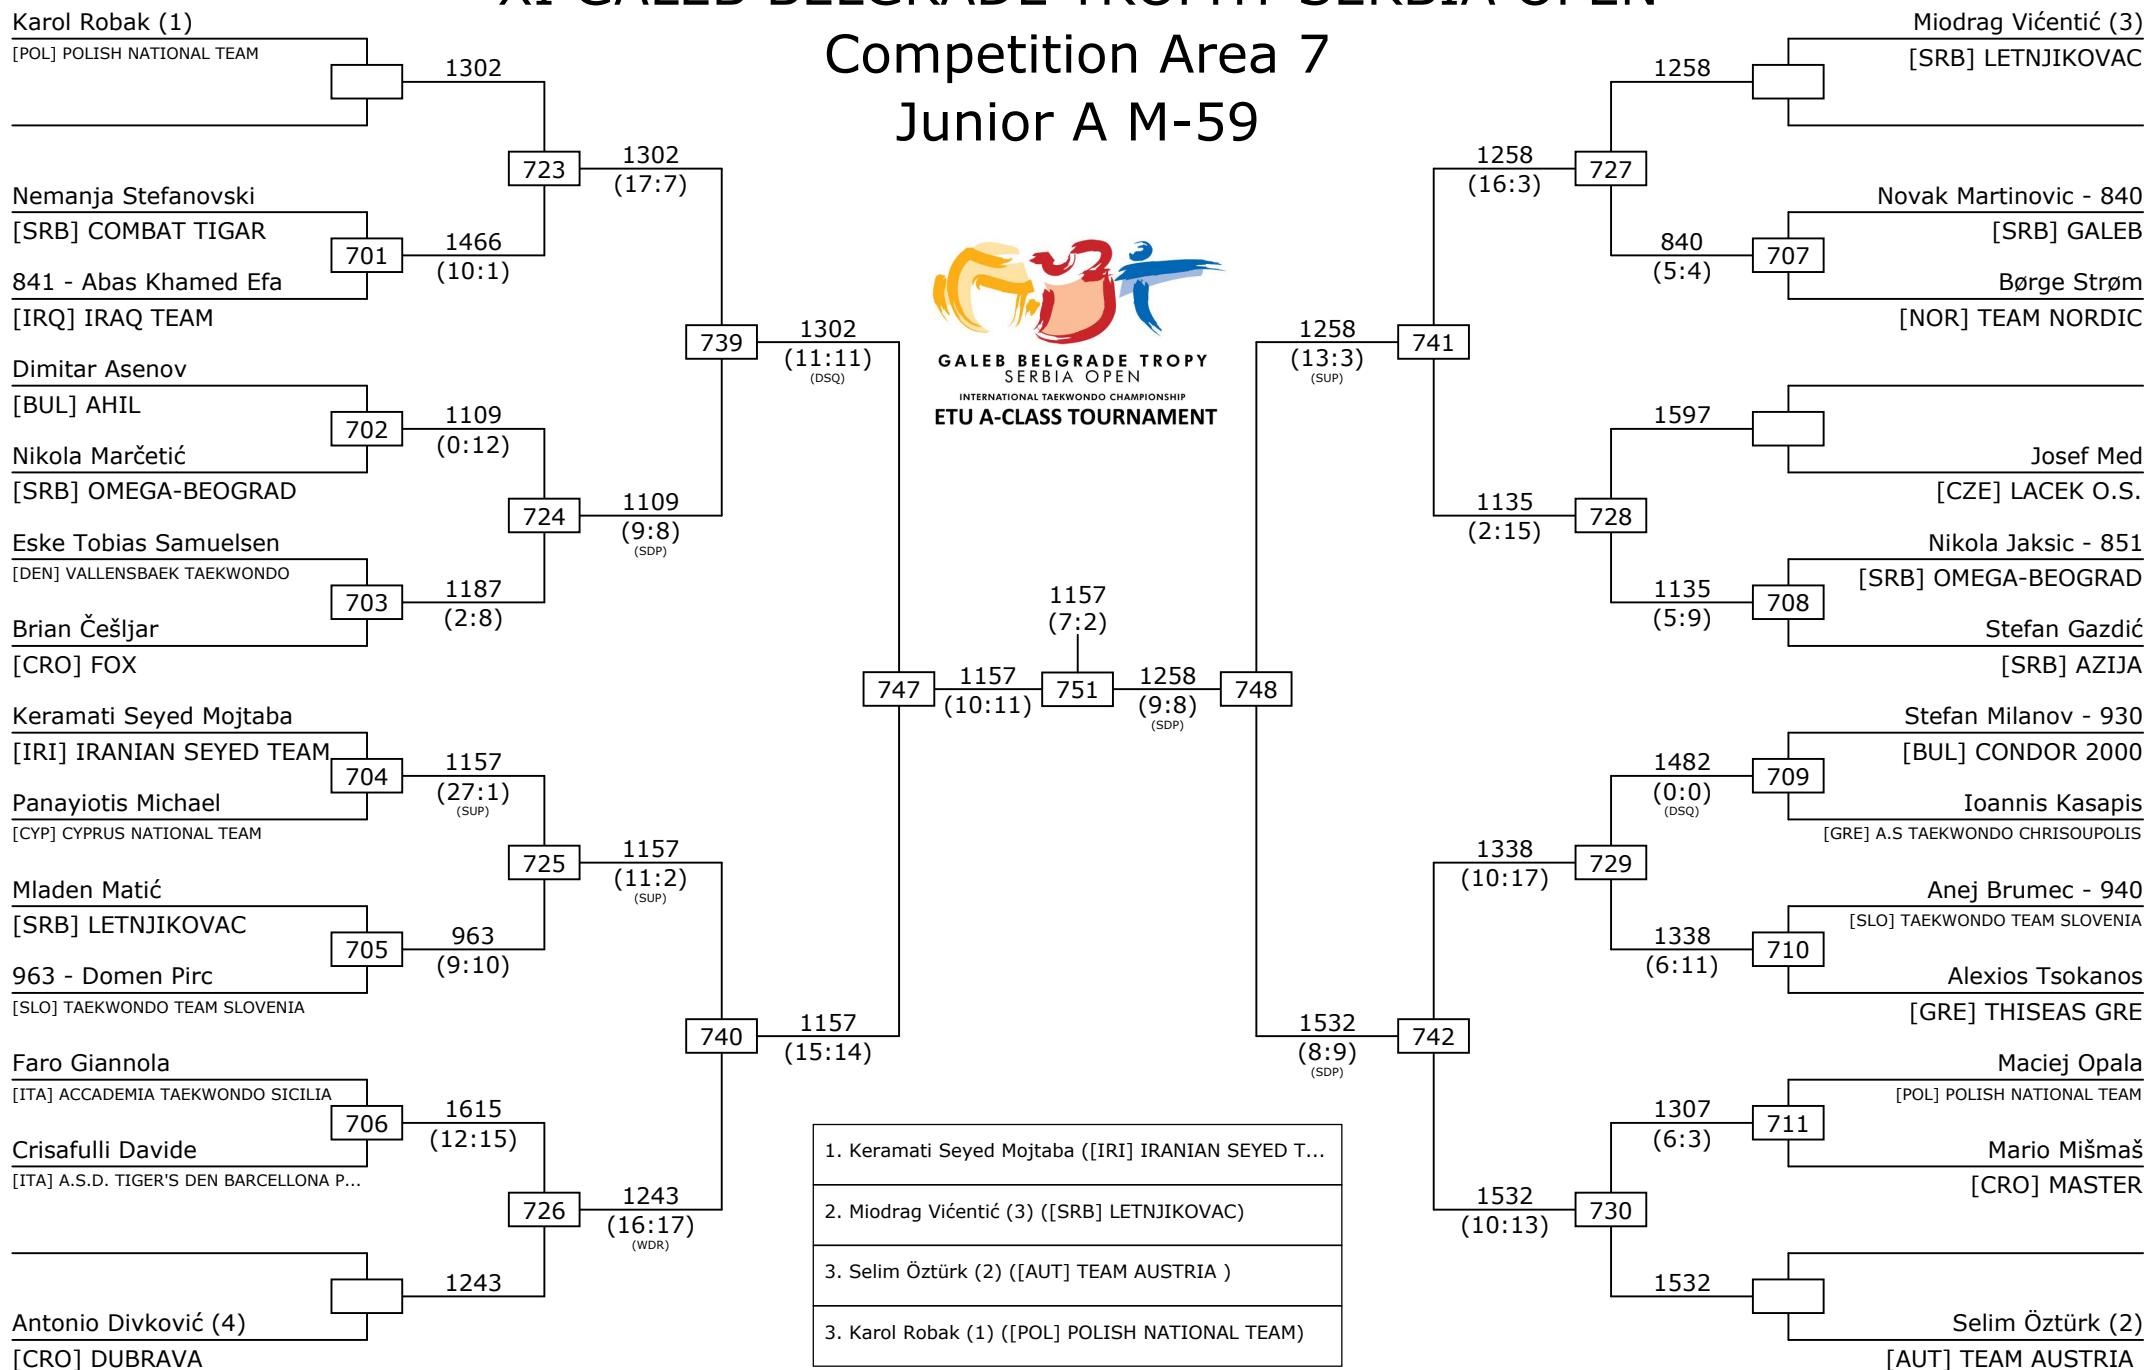 XI GALEB BELGRADE TROPHY SERBIA OPEN
Competition Area 7
Junior A M-59
Karol Robak (1)
[POL] POLISH NATIONAL TEAM
1302
723
1302
(17:7)
Nemanja Stefanovski
[SRB] COMBAT TIGAR
701
1466
(10:1)
841 - Abas Khamed Efa
[IRQ] IRAQ TEAM
739
1302
(11:11)
(DSQ)
Dimitar Asenov
[BUL] AHIL
702
1109
(0:12)
Nikola Marčetić
[SRB] OMEGA-BEOGRAD
724
1109
(9:8)
(SDP)
Eske Tobias Samuelsen
[DEN] VALLENSBAEK TAEKWONDO
703
1187
(2:8)
Brian Češljar
[CRO] FOX
747
1157
(10:11)
Keramati Seyed Mojtaba
[IRI] IRANIAN SEYED TEAM
704
1157
(27:1)
(SUP)
Panayiotis Michael
[CYP] CYPRUS NATIONAL TEAM
725
1157
(11:2)
(SUP)
Mladen Matić
[SRB] LETNJIKOVAC
705
963
(9:10)
963 - Domen Pirc
[SLO] TAEKWONDO TEAM SLOVENIA
740
1157
(15:14)
Faro Giannola
[ITA] ACCADEMIA TAEKWONDO SICILIA
706
1615
(12:15)
Crisafulli Davide
[ITA] A.S.D. TIGER'S DEN BARCELLONA P...
726
1243
(16:17)
(WDR)
1243
Antonio Divković (4)
[CRO] DUBRAVA
GALEB BELGRADE TROPY
SERBIA OPEN
INTERNATIONAL TAEKWONDO CHAMPIONSHIP
ETU A-CLASS TOURNAMENT
1157
(7:2)
751
1258
(9:8)
(SDP)
748
Miodrag Vićentić (3)
[SRB] LETNJIKOVAC
1258
1258
(16:3)
727
Novak Martinovic - 840
[SRB] GALEB
840
(5:4)
707
Børge Strøm
[NOR] TEAM NORDIC
1258
(13:3)
(SUP)
741
1597
Josef Med
[CZE] LACEK O.S.
1135
(2:15)
728
Nikola Jaksic - 851
[SRB] OMEGA-BEOGRAD
1135
(5:9)
708
Stefan Gazdić
[SRB] AZIJA
Stefan Milanov - 930
[BUL] CONDOR 2000
1482
(0:0)
(DSQ)
709
Ioannis Kasapis
[GRE] A.S TAEKWONDO CHRISOUPOLIS
1338
(10:17)
729
Anej Brumec - 940
[SLO] TAEKWONDO TEAM SLOVENIA
1338
(6:11)
710
Alexios Tsokanos
[GRE] THISEAS GRE
1532
(8:9)
(SDP)
742
Maciej Opala
[POL] POLISH NATIONAL TEAM
1307
(6:3)
711
Mario Mišmaš
[CRO] MASTER
1532
(10:13)
730
1532
Selim Öztürk (2)
[AUT] TEAM AUSTRIA
1. Keramati Seyed Mojtaba ([IRI] IRANIAN SEYED T...
2. Miodrag Vićentić (3) ([SRB] LETNJIKOVAC)
3. Selim Öztürk (2) ([AUT] TEAM AUSTRIA )
3. Karol Robak (1) ([POL] POLISH NATIONAL TEAM)